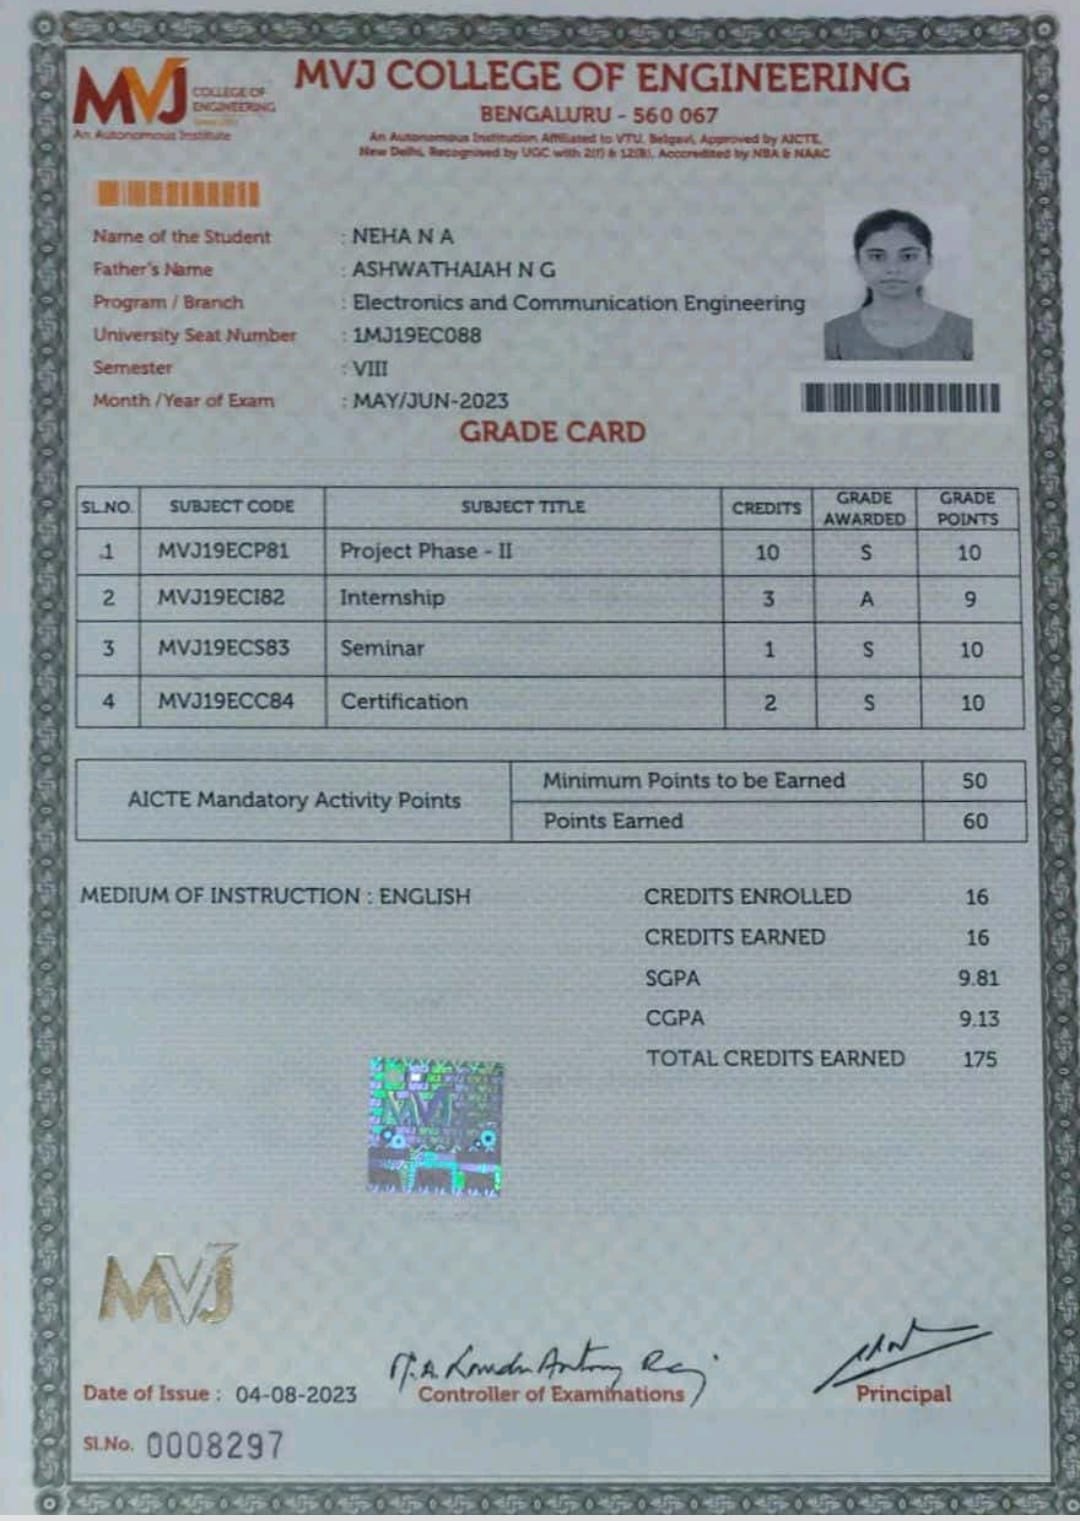 MVJ COLLEGE OF ENGINEERING
An Autonomous Institute
MVJ COLLEGE OF ENGINEERING
BENGALURU - 560 067
An Autonomous Institution Affiliated to VTU, Belgavi, Approved by AICTE,
New Delhi, Recognised by UGC with 2(f) & 12(B), Accredited by NBA & NAAC
Name of the Student : NEHA N A
Father's Name : ASHWATHAIAH N G
Program / Branch : Electronics and Communication Engineering
University Seat Number : 1MJ19EC088
Semester : VIII
Month /Year of Exam : MAY/JUN-2023
GRADE CARD
SL.NO. SUBJECT CODE SUBJECT TITLE CREDITS GRADE AWARDED GRADE POINTS
1 MVJ19ECP81 Project Phase - II 10 S 10
2 MVJ19ECI82 Internship 3 A 9
3 MVJ19ECS83 Seminar 1 S 10
4 MVJ19ECC84 Certification 2 S 10
AICTE Mandatory Activity Points
Minimum Points to be Earned 50
Points Earned 60
MEDIUM OF INSTRUCTION : ENGLISH
CREDITS ENROLLED 16
CREDITS EARNED 16
SGPA 9.81
CGPA 9.13
TOTAL CREDITS EARNED 175
MVJ
MVJ
Date of Issue : 04-08-2023
Controller of Examinations
Principal
Sl.No. 0008297